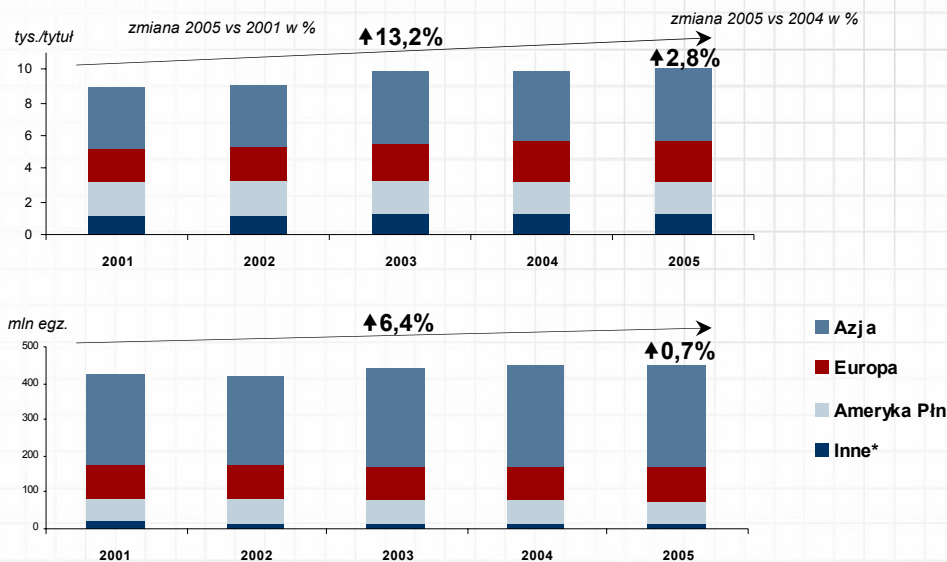 zmiana 2005 vs 2001 w %
zmiana 2005 vs 2004 w %
tys./tytuł
13,2%
2,8%
10
8
6
4
2
0
2001 2002 2003 2004 2005
mln egz.
6,4%
0,7%
500
400
300
200
100
0
2001 2002 2003 2004 2005
Azja
Europa
Ameryka Płn
Inne*